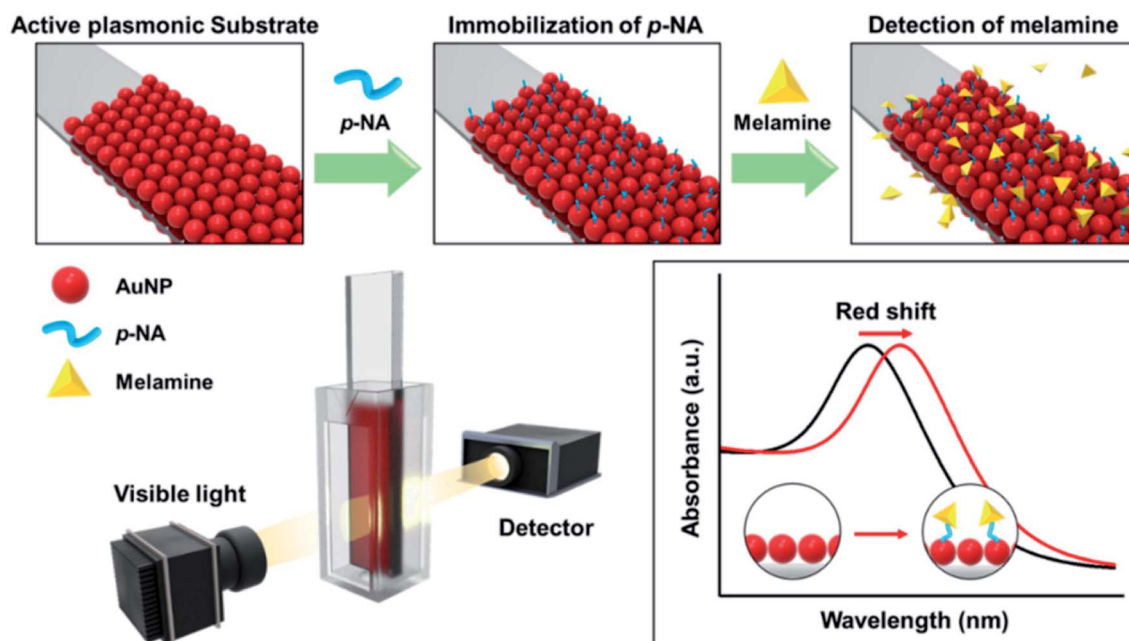 Active plasmonic Substrate
Immobilization of p-NA
Detection of melamine
p-NA
Melamine
AuNP
p-NA
Melamine
Visible light
Detector
Red shift
Absorbance (a.u.)
Wavelength (nm)